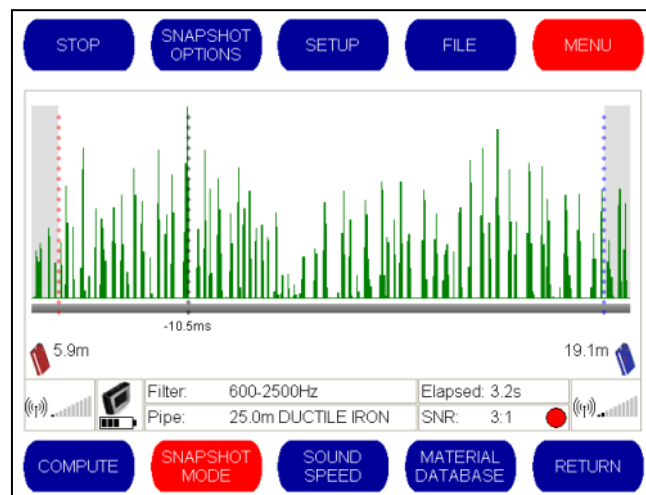 STOP
SNAPSHOT
OPTIONS
SETUP
FILE
MENU
-10.5ms
5.9m
19.1m
Filter: 600-2500Hz
Elapsed: 3.2s
Pipe: 25.0m DUCTILE IRON
SNR: 3:1
COMPUTE
SNAPSHOT
MODE
SOUND
SPEED
MATERIAL
DATABASE
RETURN